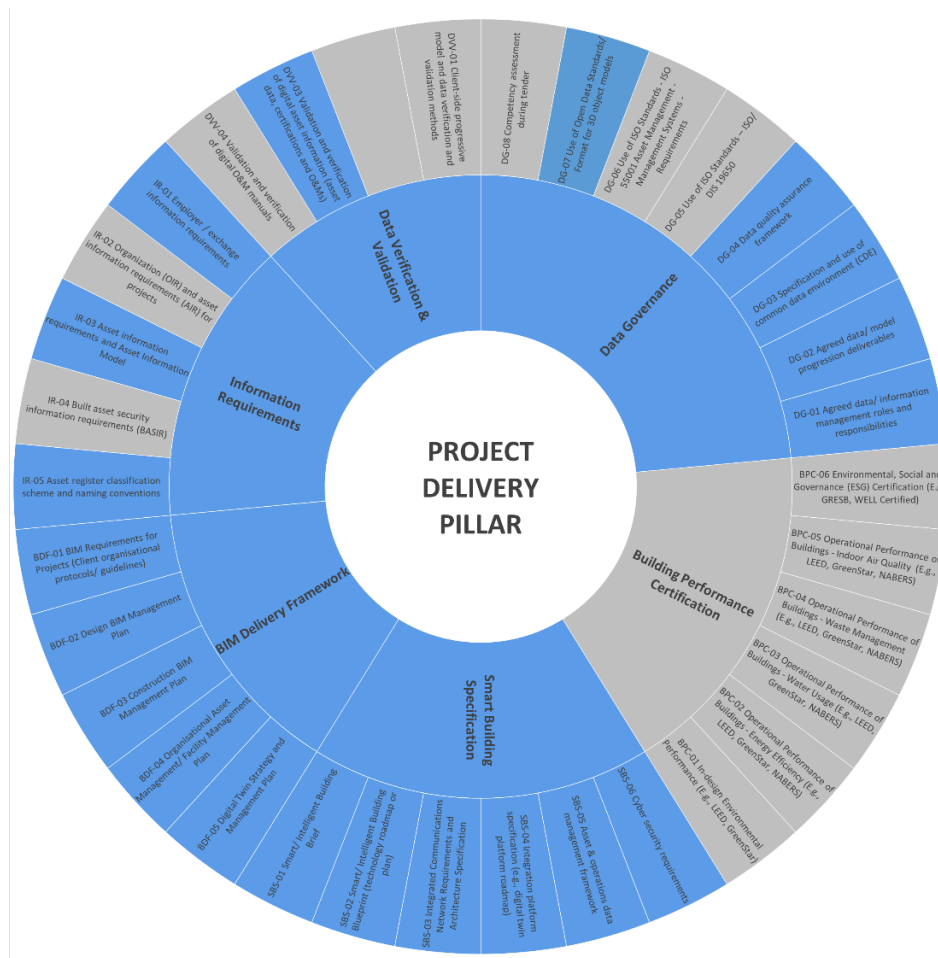 PROJECT
DELIVERY
PILLAR
Data Governance
Building Performance
Certification
Smart Building
Specification
BIM Delivery Framework
Information
Requirements
Data Verification &
Validation
DG-08 Competency assessment
during tender
DG-07 Use of Open Data Standards/
Format for 3D object models
DG-06 Use of ISO Standards - ISO
55001 Asset Management -
Management Systems -
Requirements
DG-05 Use of ISO Standards – ISO/
DIS 19650
DG-04 Data quality assurance
framework
DG-03 Specification and use of
common data environment (CDE)
DG-02 Agreed data/ model
progression deliverables
DG-01 Agreed data/ information
management roles and
responsibilities
BPC-06 Environmental, Social and
Governance (ESG) Certification (E.g.,
GRESB, WELL Certified)
BPC-05 Operational Performance of
Buildings - Indoor Air Quality (E.g.,
LEED, GreenStar, NABERS)
BPC-04 Operational Performance of
Buildings - Waste Management
(E.g., LEED, GreenStar, NABERS)
BPC-03 Operational Performance of
Buildings - Water Usage (E.g., LEED,
GreenStar, NABERS)
BPC-02 Operational Performance of
Buildings - Energy Efficiency (E.g.,
LEED, GreenStar, NABERS)
BPC-01 In-design Environmental
Performance (E.g., LEED, GreenStar)
SBS-06 Cyber security requirements
SBS-05 Asset & operations data
management framework
SBS-04 Integration platform
specification (e.g., digital twin
platform roadmap)
SBS-03 Integrated Communications
Network Requirements and
Architecture Specification
SBS-02 Smart/ Intelligent Building
Blueprint (technology roadmap or
plan)
SBS-01 Smart/ Intelligent Building
Brief
BDF-05 Digital Twin Strategy and
Management Plan
BDF-04 Organisational Asset
Management/ Facility Management
Plan
BDF-03 Construction BIM
Management Plan
BDF-02 Design BIM Management
Plan
BDF-01 BIM Requirements for
Projects (Client organisational
protocols/ guidelines)
IR-05 Asset register classification
scheme and naming conventions
IR-04 Built asset security
information requirements (BASIR)
IR-03 Asset information
requirements and Asset Information
Model
IR-02 Organization (OIR) and asset
information requirements (AIR) for
projects
IR-01 Employer / exchange
information requirements
DVV-04 Validation and verification
of digital O&M manuals
DVV-03 Validation and verification
of digital asset information (asset
data, certifications and O&Ms)
DVV-01 Client-side progressive
model and data verification and
validation methods